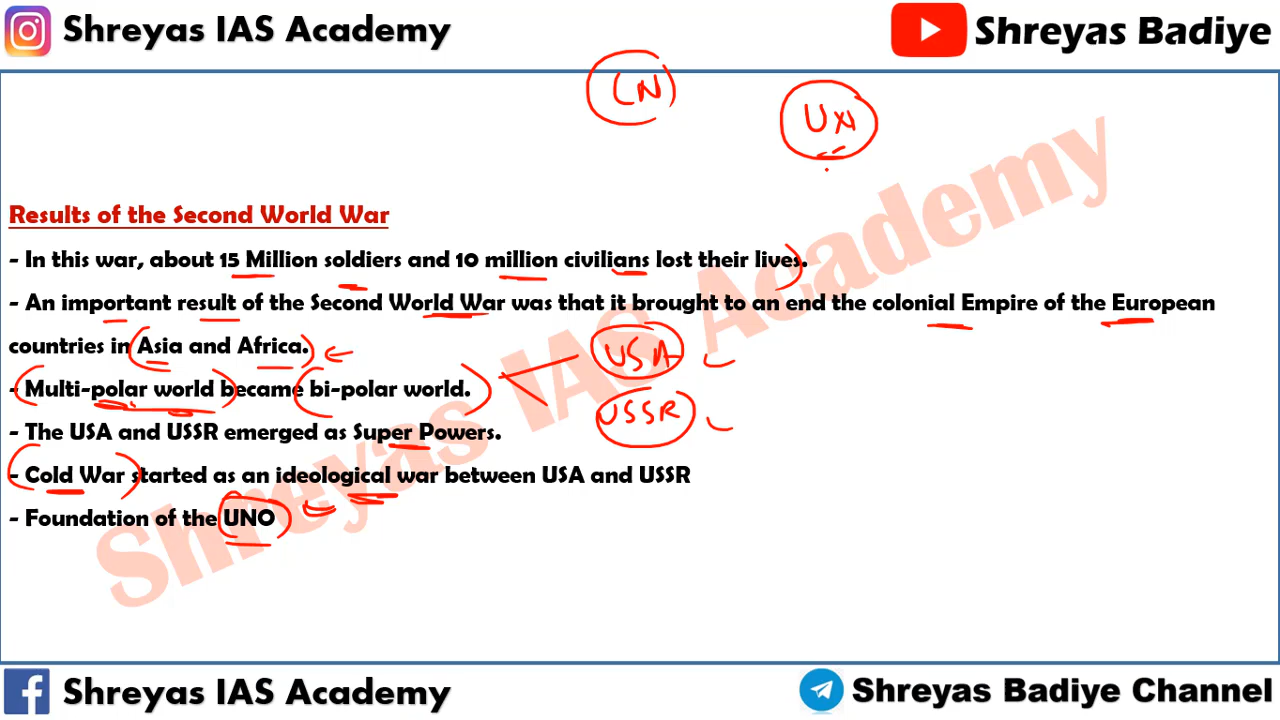 Shreyas IAS Academy
Shreyas Badiye
LN
Results of the Second World War
- In this war, about 15 Million soldiers and 10 million civilians lost their lives.
- An important result of the Second World War was that it brought to an end the colonial Empire of the European
countries in Asia and Africa.
USA
- Multi-polar world became bi-polar world.
USSR
- The USA and USSR emerged as Super Powers.
- Cold War started as an ideological war between USA and USSR
- Foundation of the UNO
Shreyas IAS Academy
Shreyas IAS Academy
Shreyas Badiye Channel